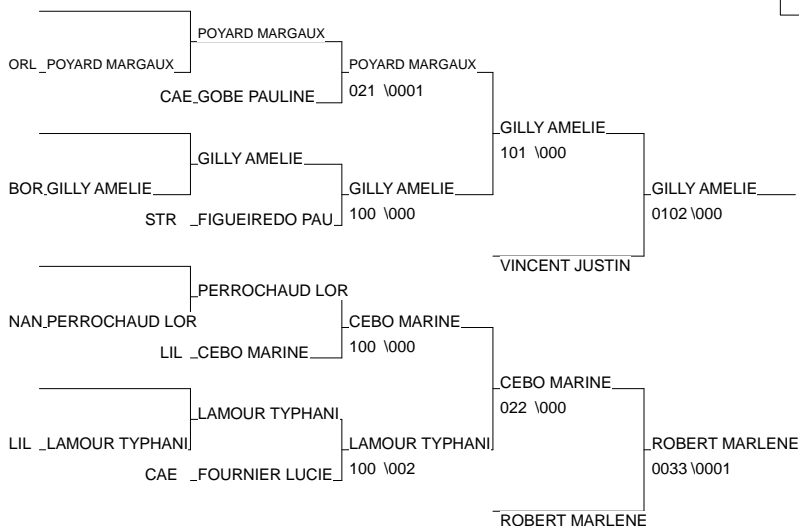 POYARD MARGAUX
ORL POYARD MARGAUX
POYARD MARGAUX
CAE GOBE PAULINE
021 \0001
GILLY AMELIE
101 \000
GILLY AMELIE
BOR GILLY AMELIE
GILLY AMELIE
GILLY AMELIE
STR FIGUEIREDO PAU
100 \000
0102 \000
VINCENT JUSTIN
PERROCHAUD LOR
NAN PERROCHAUD LOR
CEBO MARINE
LIL CEBO MARINE
100 \000
CEBO MARINE
022 \000
LAMOUR TYPHANI
LIL LAMOUR TYPHANI
LAMOUR TYPHANI
ROBERT MARLENE
CAE FOURNIER LUCIE
100 \002
0033 \0001
ROBERT MARLENE